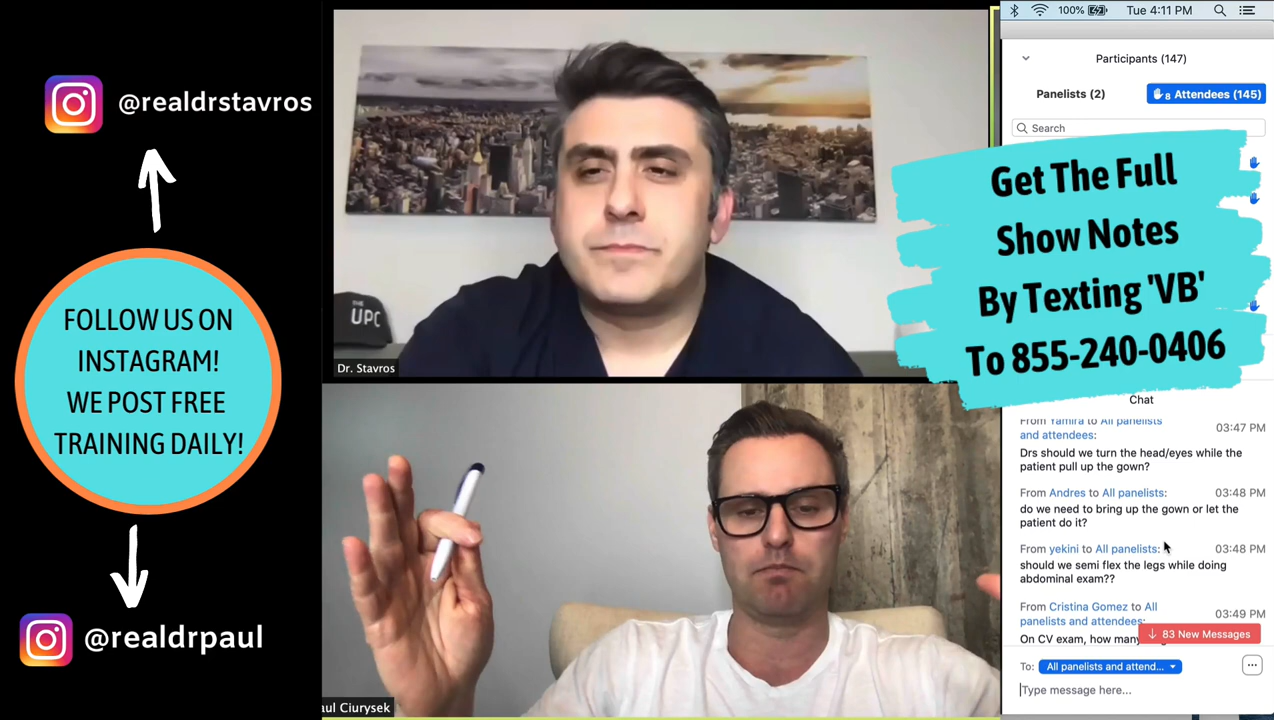 @realdrstavros
FOLLOW US ON
INSTAGRAM!
WE POST FREE
TRAINING DAILY!
@realdrpaul
THE
UPC
Dr. Stavros
aul Ciurysek
100%
Tue 4:11 PM
Participants (147)
Panelists (2)
8 Attendees (145)
Search
Get The Full
Show Notes
By Texting 'VB'
To 855-240-0406
Chat
From Yamira to All panelists
and attendees:
03:47 PM
Drs should we turn the head/eyes while the
patient pull up the gown?
From Andres to All panelists:
03:48 PM
do we need to bring up the gown or let the
patient do it?
From yekini to All panelists:
03:48 PM
should we semi flex the legs while doing
abdominal exam??
From Cristina Gomez to All
panelists and attendees:
03:49 PM
On CV exam, how many
83 New Messages
To: All panelists and attend...
Type message here...